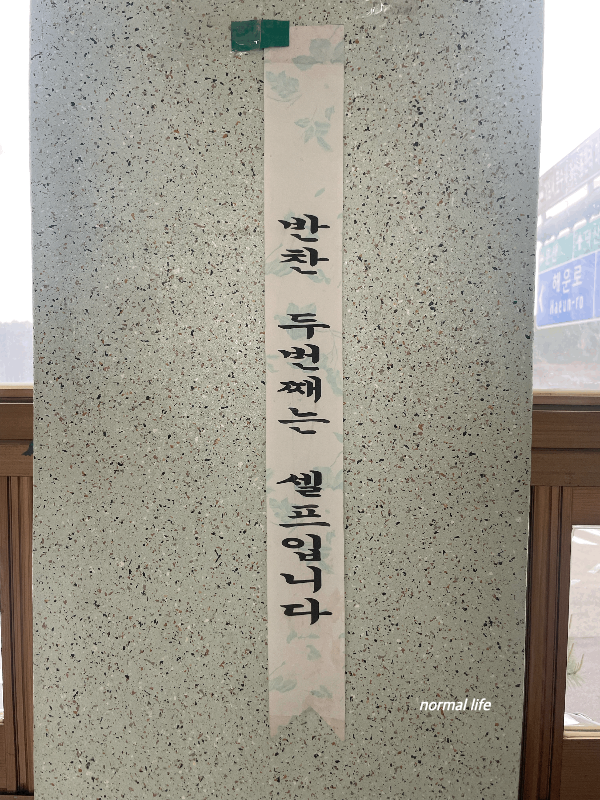 반찬 두번째는 셀프입니다
해운로
Haeun-ro
normal life